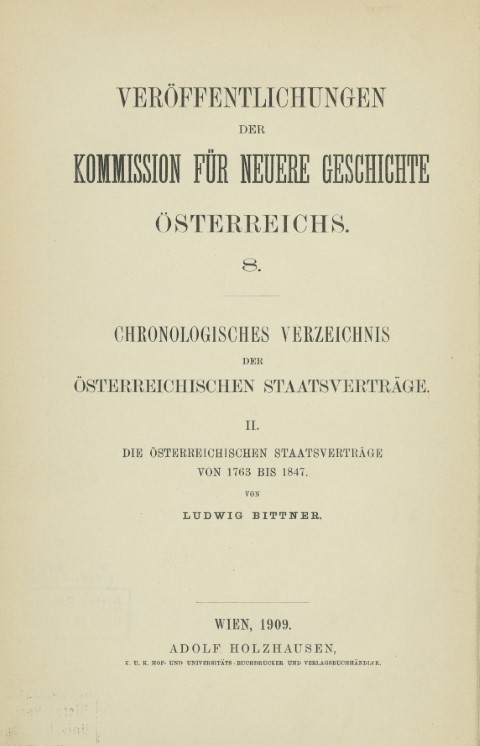 VERÖFFENTLICHUNGEN
DER
KOMMISSION FÜR NEUERE GESCHICHTE
ÖSTERREICHS.
8.
CHRONOLOGISCHES VERZEICHNIS
DER
ÖSTERREICHISCHEN STAATSVERTRÄGE.
II.
DIE ÖSTERREICHISCHEN STAATSVERTRÄGE
VON 1763 BIS 1847.
VON
LUDWIG BITTNER.
WIEN, 1909.
ADOLF HOLZHAUSEN,
K. U. K. HOF- UND UNIVERSITÄTS-BUCHDRUCKER UND VERLAGSBUCHHÄNDLER.